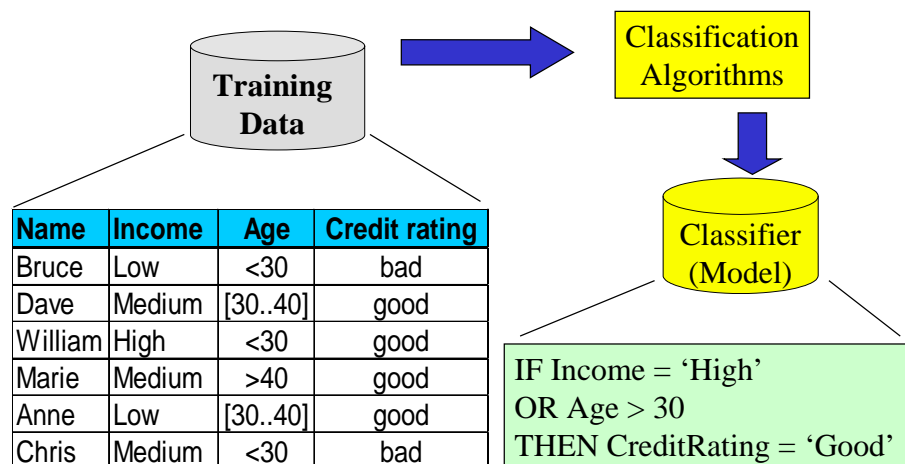 Training
Data
Classification
Algorithms
Name Income Age Credit rating
Bruce Low <30 bad
Dave Medium [30..40] good
William High <30 good
Marie Medium >40 good
Anne Low [30..40] good
Chris Medium <30 bad
Classifier
(Model)
IF Income = ‘High’
OR Age > 30
THEN CreditRating = ‘Good’